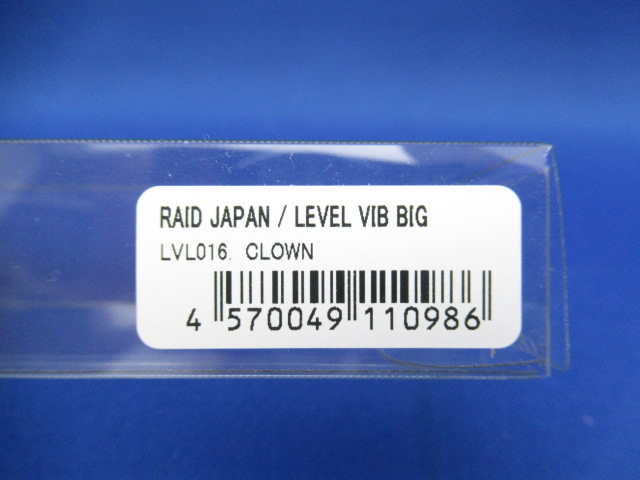 RAID JAPAN / LEVEL VIB BIG
LVL016. CLOWN
4 570049 110986